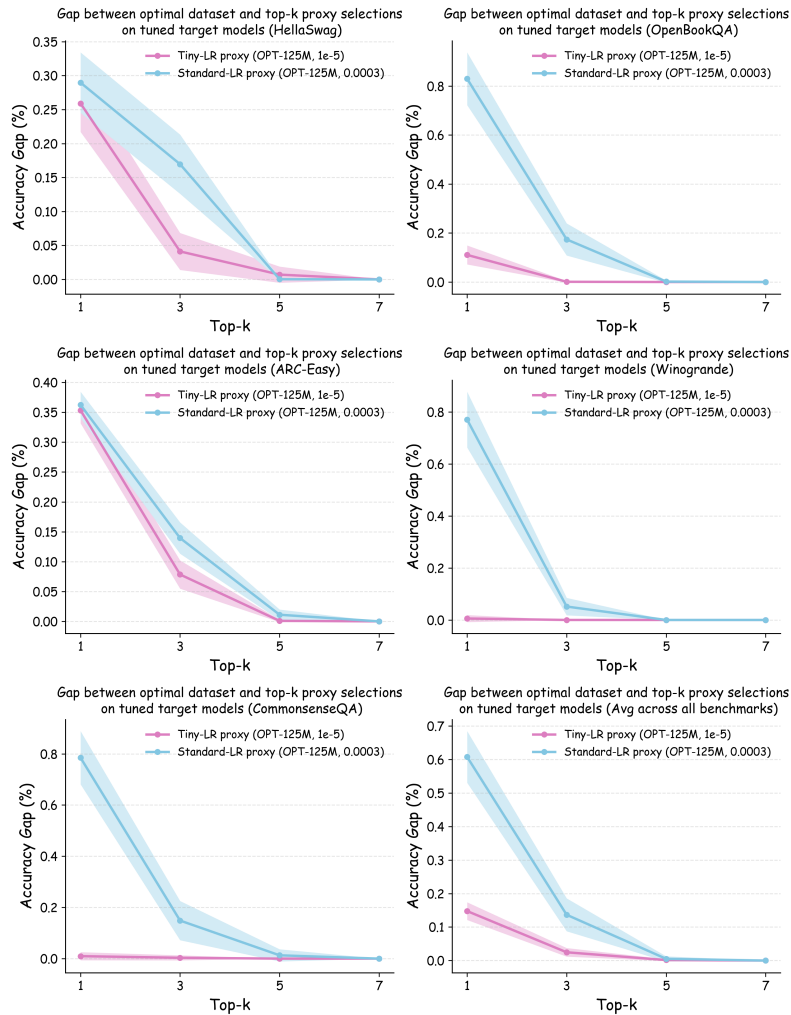 Gap between optimal dataset and top-k proxy selections
on tuned target models (HellaSwag)
Tiny-LR proxy (OPT-125M, 1e-5)
Standard-LR proxy (OPT-125M, 0.0003)
Accuracy Gap (%)
0.35
0.30
0.25
0.20
0.15
0.10
0.05
0.00
1 3 5 7
Top-k
Gap between optimal dataset and top-k proxy selections
on tuned target models (OpenBookQA)
Tiny-LR proxy (OPT-125M, 1e-5)
Standard-LR proxy (OPT-125M, 0.0003)
Accuracy Gap (%)
0.8
0.6
0.4
0.2
0.0
1 3 5 7
Top-k
Gap between optimal dataset and top-k proxy selections
on tuned target models (ARC-Easy)
Tiny-LR proxy (OPT-125M, 1e-5)
Standard-LR proxy (OPT-125M, 0.0003)
Accuracy Gap (%)
0.40
0.35
0.30
0.25
0.20
0.15
0.10
0.05
0.00
1 3 5 7
Top-k
Gap between optimal dataset and top-k proxy selections
on tuned target models (Winogrande)
Tiny-LR proxy (OPT-125M, 1e-5)
Standard-LR proxy (OPT-125M, 0.0003)
Accuracy Gap (%)
0.8
0.6
0.4
0.2
0.0
1 3 5 7
Top-k
Gap between optimal dataset and top-k proxy selections
on tuned target models (CommonsenseQA)
Tiny-LR proxy (OPT-125M, 1e-5)
Standard-LR proxy (OPT-125M, 0.0003)
Accuracy Gap (%)
0.8
0.6
0.4
0.2
0.0
1 3 5 7
Top-k
Gap between optimal dataset and top-k proxy selections
on tuned target models (Avg across all benchmarks)
Tiny-LR proxy (OPT-125M, 1e-5)
Standard-LR proxy (OPT-125M, 0.0003)
Accuracy Gap (%)
0.7
0.6
0.5
0.4
0.3
0.2
0.1
0.0
1 3 5 7
Top-k